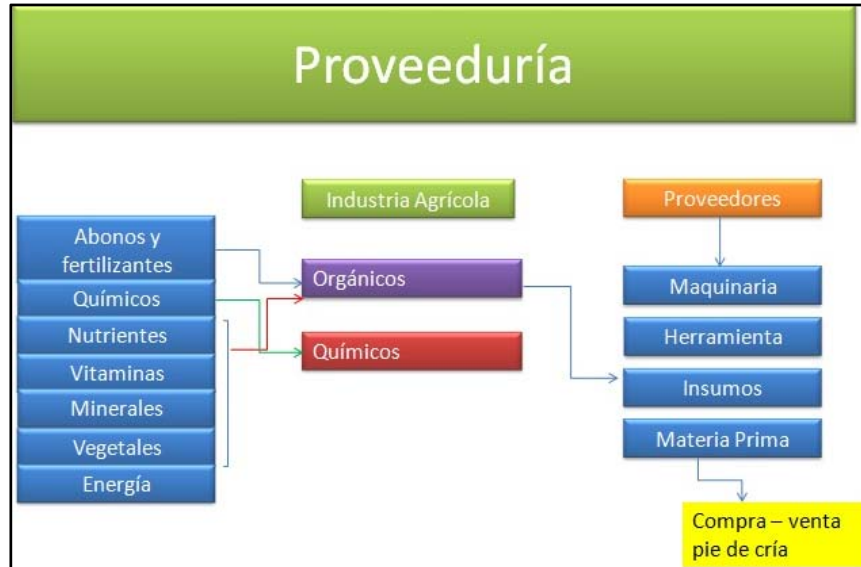 Proveeduría
Industria Agrícola
Proveedores
Abonos y
fertilizantes
Químicos
Nutrientes
Vitaminas
Minerales
Vegetales
Energía
Orgánicos
Químicos
Maquinaria
Herramienta
Insumos
Materia Prima
Compra – venta
pie de cría